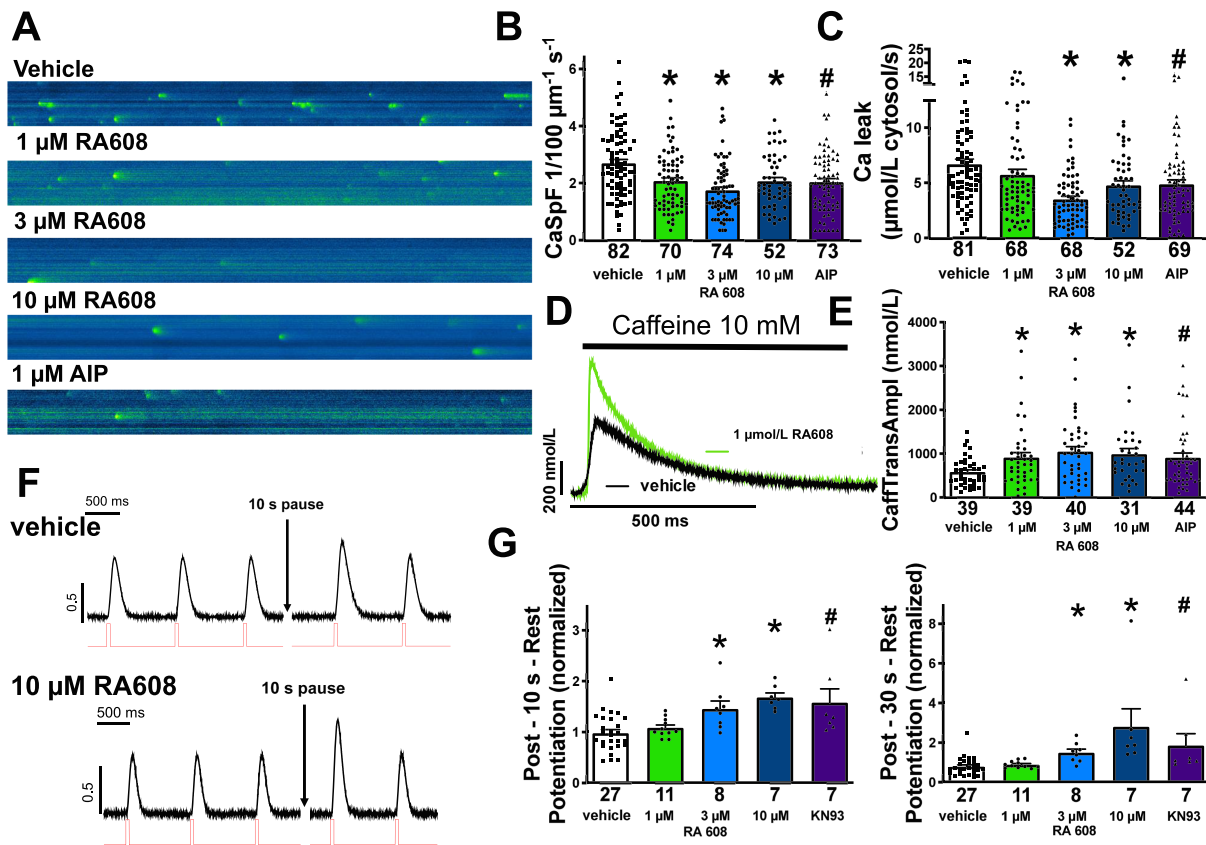 A
Vehicle
1 µM RA608
3 µM RA608
10 µM RA608
1 µM AIP
B
CaSpF 1/100 µm⁻¹ s⁻¹
6
4
2
0
* * * #
82 70 74 52 73
vehicle 1 µM 3 µM 10 µM AIP
RA 608
C
Ca leak
(µmol/L cytosol/s)
25
20
15
10
5
0
* * #
81 68 68 52 69
vehicle 1 µM 3 µM 10 µM AIP
RA 608
D
Caffeine 10 mM
1 µmol/L RA608
vehicle
200 nmol/L
500 ms
E
CaffTransAmpl (nmol/L)
4000
3000
2000
1000
0
* * * #
39 39 40 31 44
vehicle 1 µM 3 µM 10 µM AIP
RA 608
F
500 ms
10 s pause
vehicle
0.5
10 µM RA608
10 s pause
500 ms
0.5
G
Post - 10 s - Rest
Potentiation (normalized)
3
2
1
0
* * #
27 11 8 7 7
vehicle 1 µM 3 µM 10 µM KN93
RA 608
Post - 30 s - Rest
Potentiation (normalized)
8
6
4
2
0
* * #
27 11 8 7 7
vehicle 1 µM 3 µM 10 µM KN93
RA 608